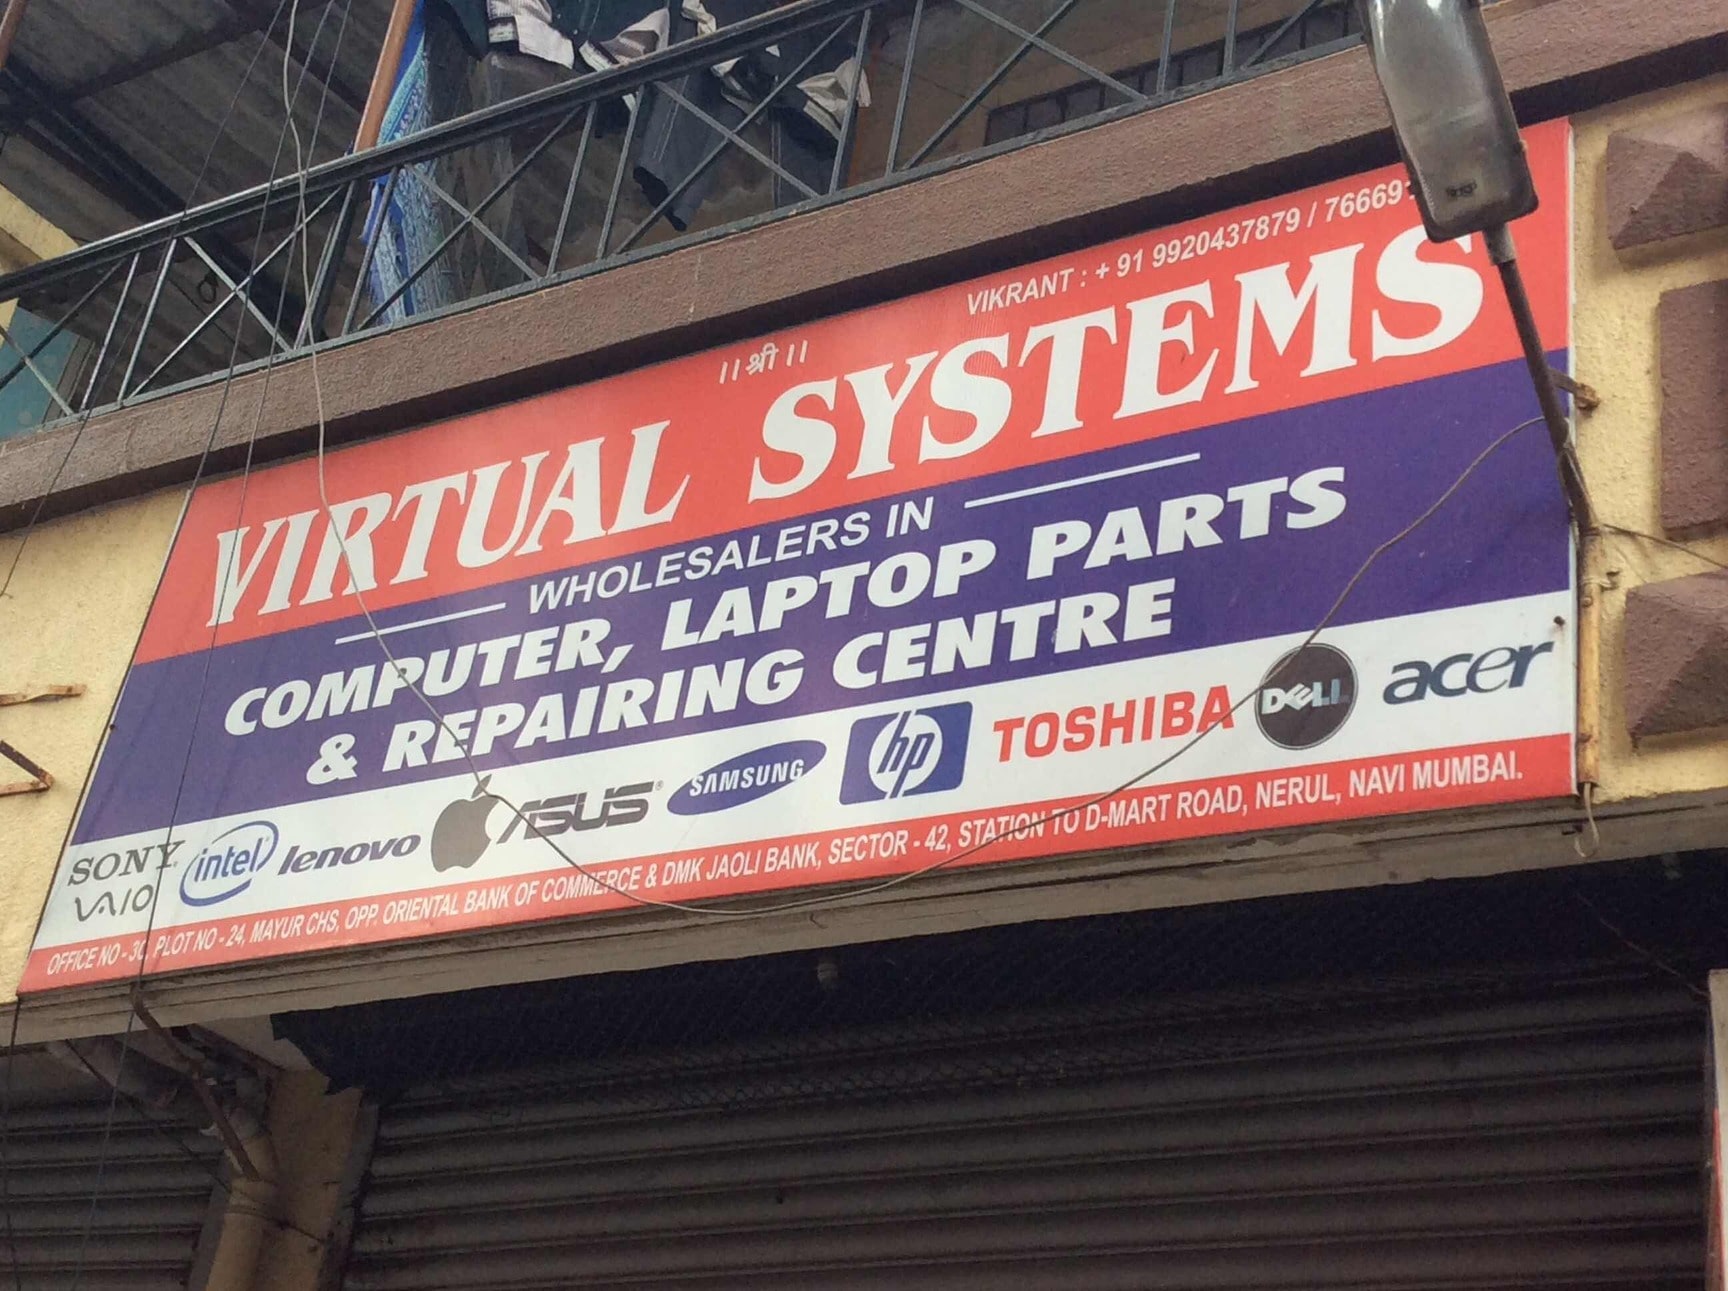 VIKRANT : + 91 9920437879 / 76669
।। श्री ।।
VIRTUAL SYSTEMS
WHOLESALERS IN
COMPUTER, LAPTOP PARTS
& REPAIRING CENTRE
SONY VAIO intel lenovo ASUS SAMSUNG hp TOSHIBA DELL acer
OFFICE NO - PLOT NO - 24, MAYUR CHS, OPP. ORIENTAL BANK OF COMMERCE & DMK JAOLI BANK, SECTOR - 42, STATION TO D-MART ROAD, NERUL, NAVI MUMBAI.